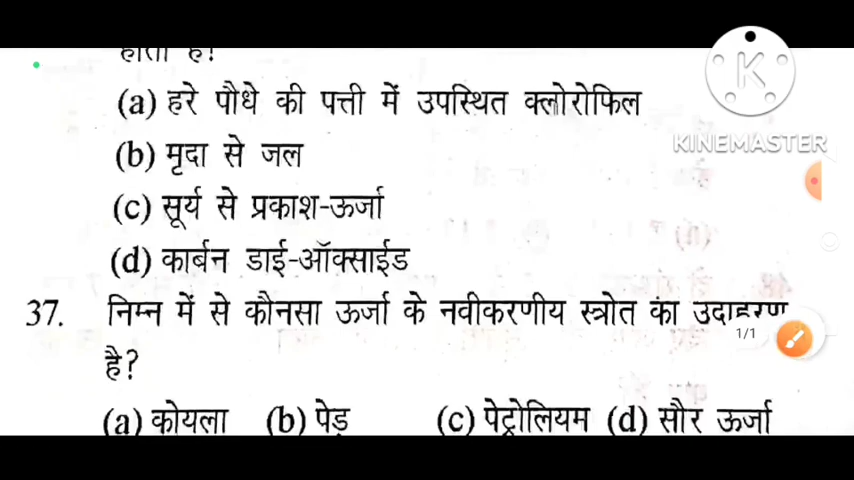 होता है?
(a) हरे पौधे की पत्ती में उपस्थित क्लोरोफिल
K
KINEMASTER
(b) मृदा से जल
(c) सूर्य से प्रकाश-ऊर्जा
(d) कार्बन डाई-ऑक्साईड
37. निम्न में से कौनसा ऊर्जा के नवीकरणीय स्त्रोत का उदाहरण
1/1
है?
(a) कोयला (b) पेड़ (c) पेट्रोलियम (d) सौर ऊर्जा